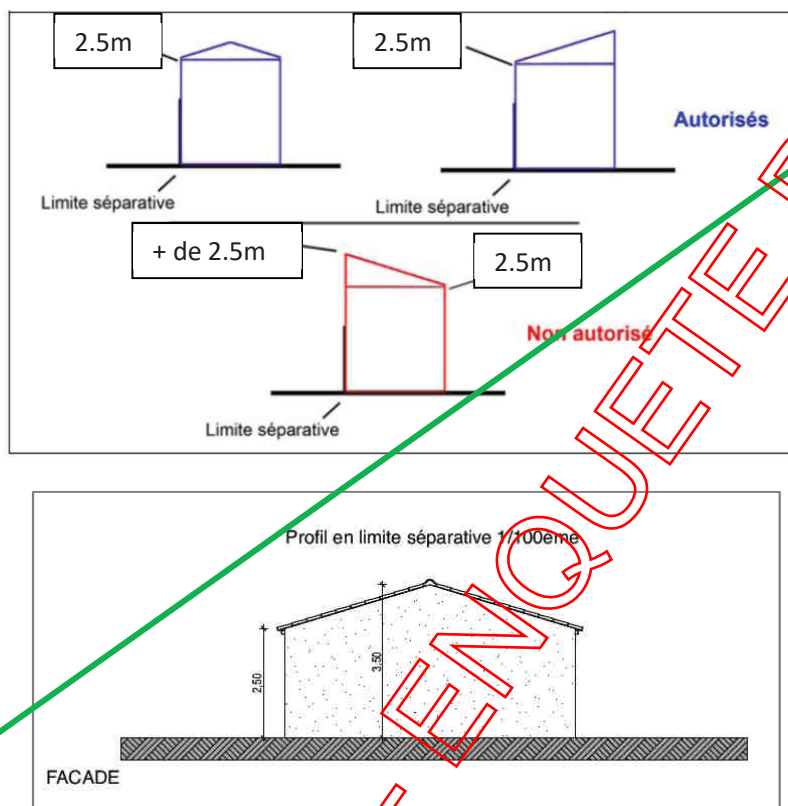 2.5m
2.5m
Autorisés
Limite séparative
Limite séparative
+ de 2.5m
2.5m
Non autorisé
Limite séparative
Profil en limite séparative 1/100eme
2,50
3,50
FACADE
ENQUETE